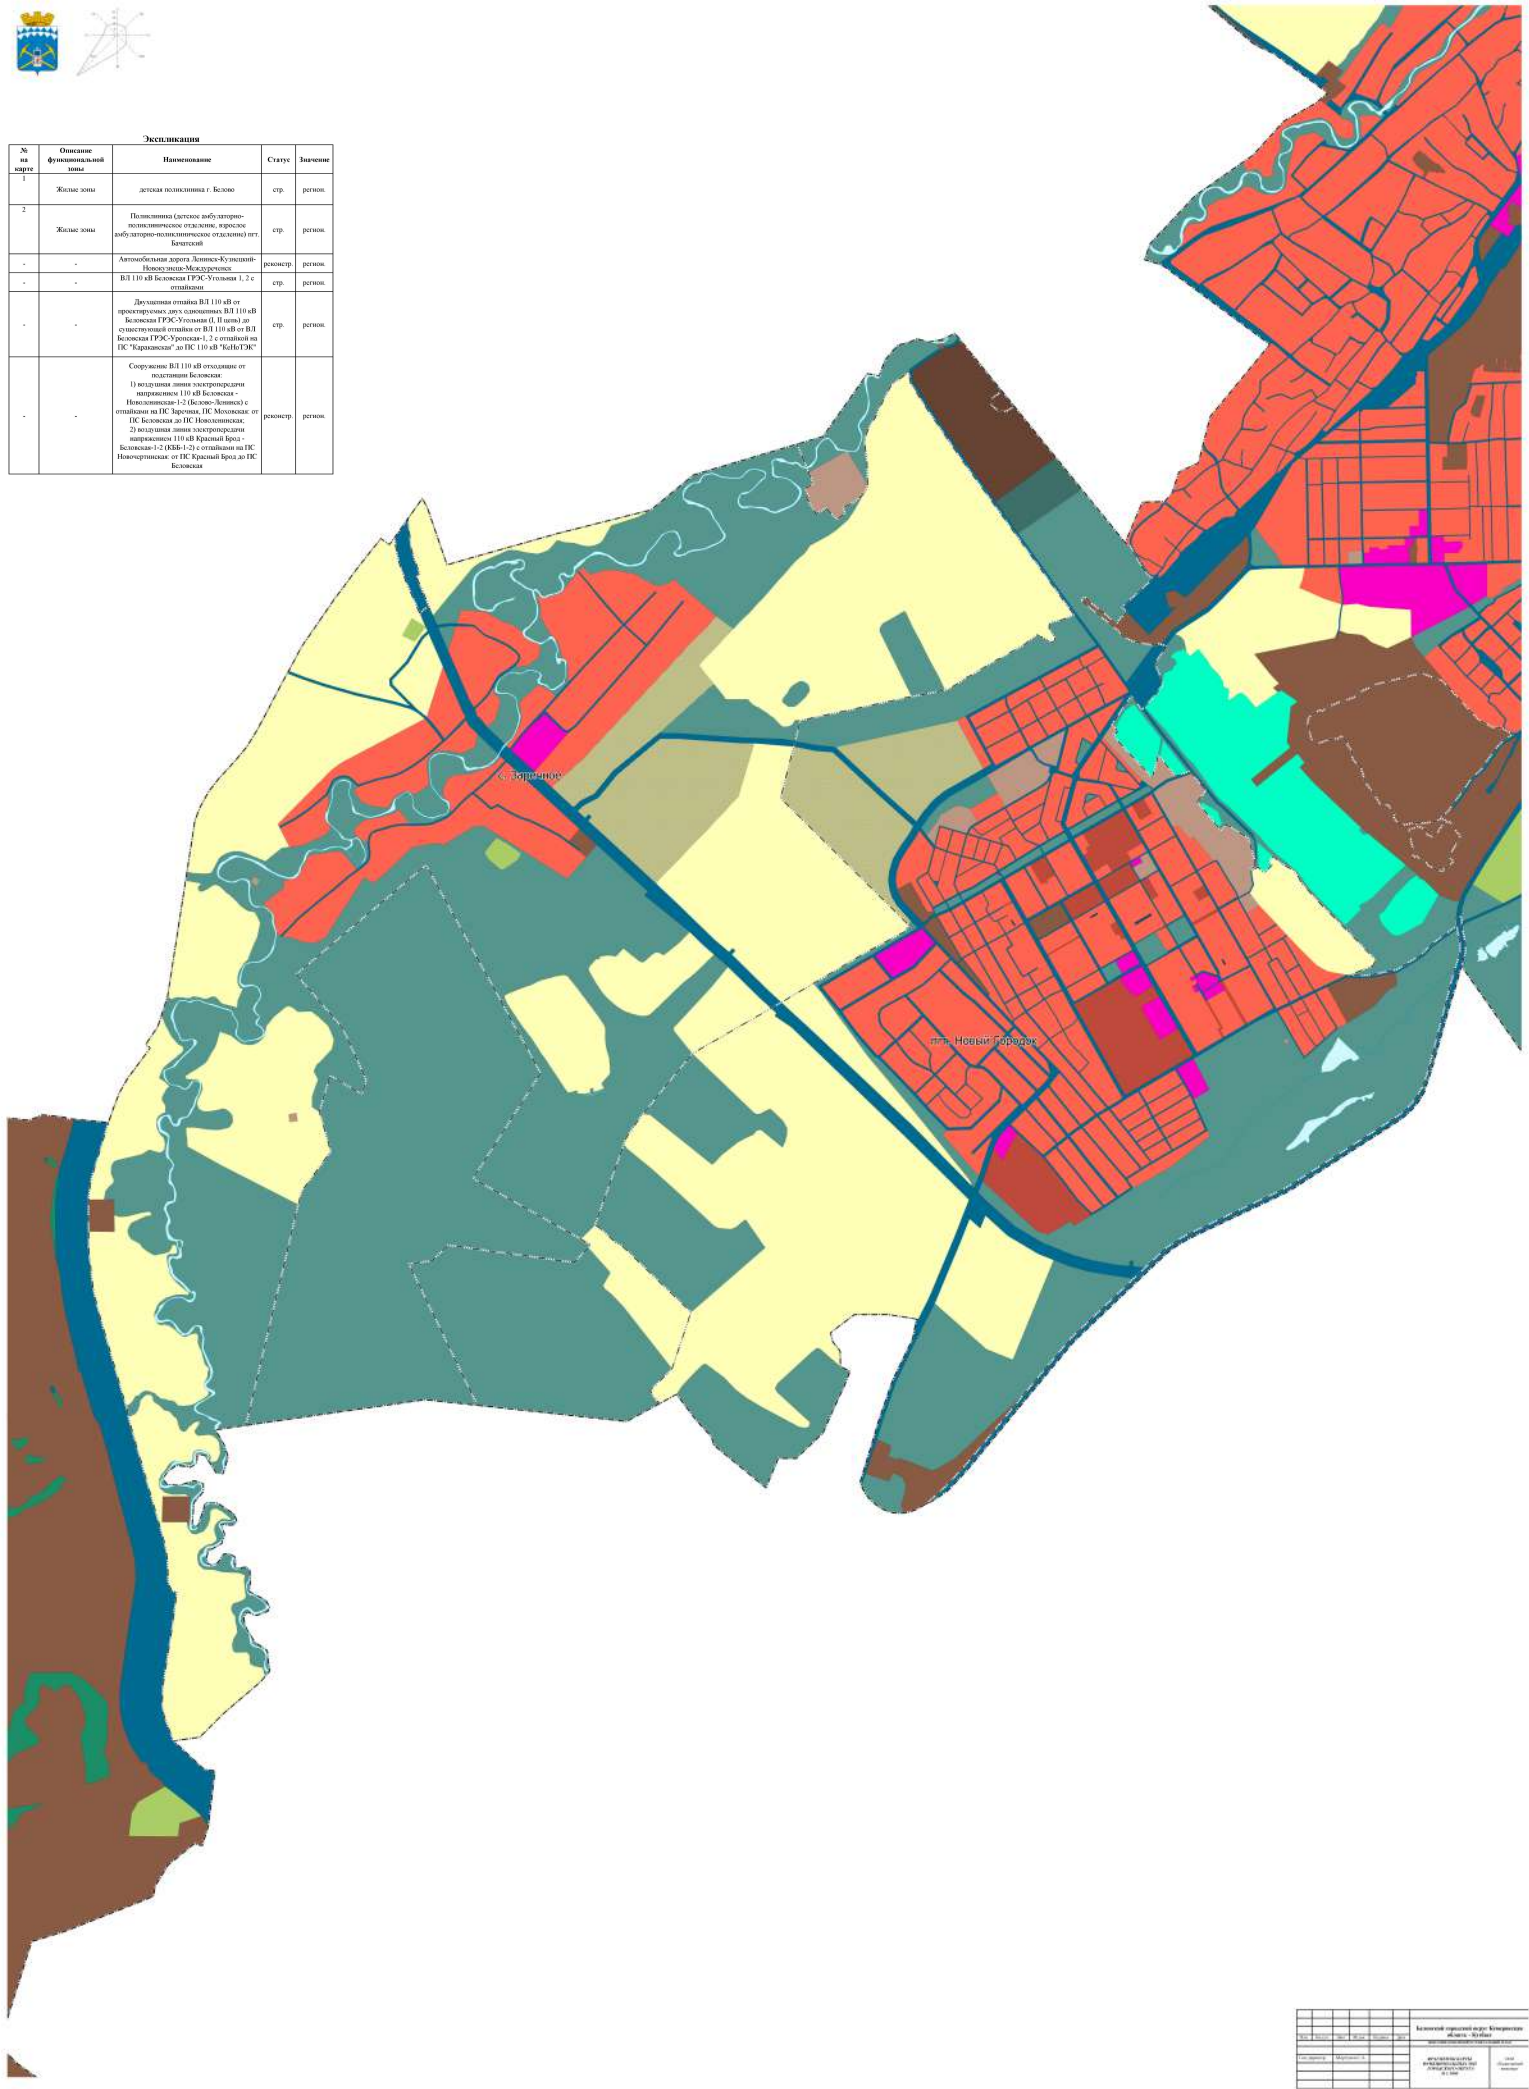 Экспликация
№
на
карте
Описание
функциональной
зоны
Наименование
Статус
Значение
1
Жилые зоны
детская поликлиника г. Белово
стр.
регион.
2
Жилые зоны
Поликлиника (детское амбулаторно-
поликлиническое отделение, взрослое
амбулаторно-поликлиническое отделение) пгт.
Бачатский
стр.
регион.
-
-
Автомобильная дорога Ленинск-Кузнецкий-
Новокузнецк-Междуреченск
реконстр.
регион.
-
-
ВЛ 110 кВ Беловская ГРЭС-Угольная 1, 2 с
отпайками
стр.
регион.
-
-
Двухцепная отпайка ВЛ 110 кВ от
проектируемых двух одноцепных ВЛ 110 кВ
Беловская ГРЭС-Угольная (I, II цепь) до
существующей отпайки от ВЛ 110 кВ от ВЛ
Беловская ГРЭС-Уропская-1, 2 с отпайкой на
ПС "Каракаиская" до ПС 110 кВ "КеНоТЭК"
стр.
регион.
-
-
Сооружение ВЛ 110 кВ отходящие от
подстанции Беловская:
1) воздушная линия электропередачи
напряжением 110 кВ Беловская -
Новоленинская-1-2 (Белово-Ленинск) с
отпайками на ПС Заречная, ПС Моховская: от
ПС Беловская до ПС Новоленинская;
2) воздушная линия электропередачи
напряжением 110 кВ Красный Брод -
Беловская-1-2 (КББ-1-2) с отпайками на ПС
Новочертинская: от ПС Красный Брод до ПС
Беловская
реконстр.
регион.
с. Заречное
пгт. Новый Городок
Беловский городской округ Кемеровская
область - Кузбасс